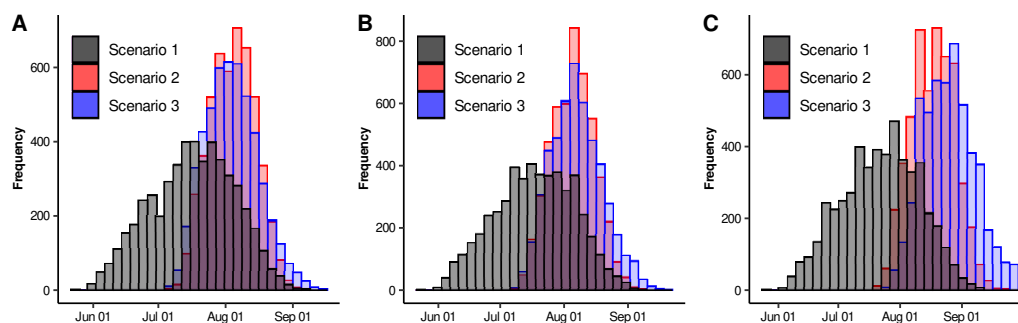 A
Scenario 1
Scenario 2
Scenario 3
Frequency
600
400
200
0
Jun 01 Jul 01 Aug 01 Sep 01
B
Scenario 1
Scenario 2
Scenario 3
Frequency
800
600
400
200
0
Jun 01 Jul 01 Aug 01 Sep 01
C
Scenario 1
Scenario 2
Scenario 3
Frequency
600
400
200
0
Jun 01 Jul 01 Aug 01 Sep 01